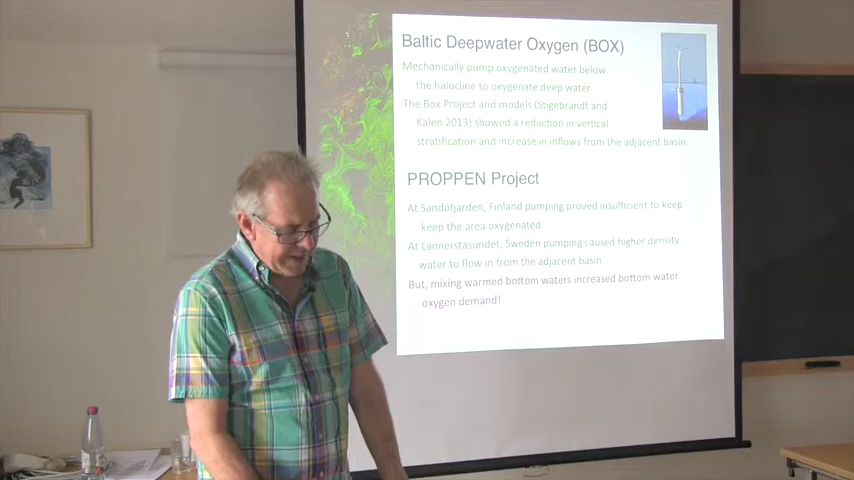 Baltic Deepwater Oxygen (BOX)
Mechanically pump oxygenated water below
the halocline to oxygenate deep water.
The Box Project and models (Stigebrandt and
Kalen 2013) showed a reduction in vertical
stratification and increase in inflows from the adjacent basin.
PROPPEN Project
At Sandofjarden, Finland pumping proved insufficient to keep
keep the area oxygenated
At Lannerstasundet, Sweden pumping caused higher density
water to flow in from the adjacent basin.
But, mixing warmed bottom waters increased bottom water
oxygen demand!